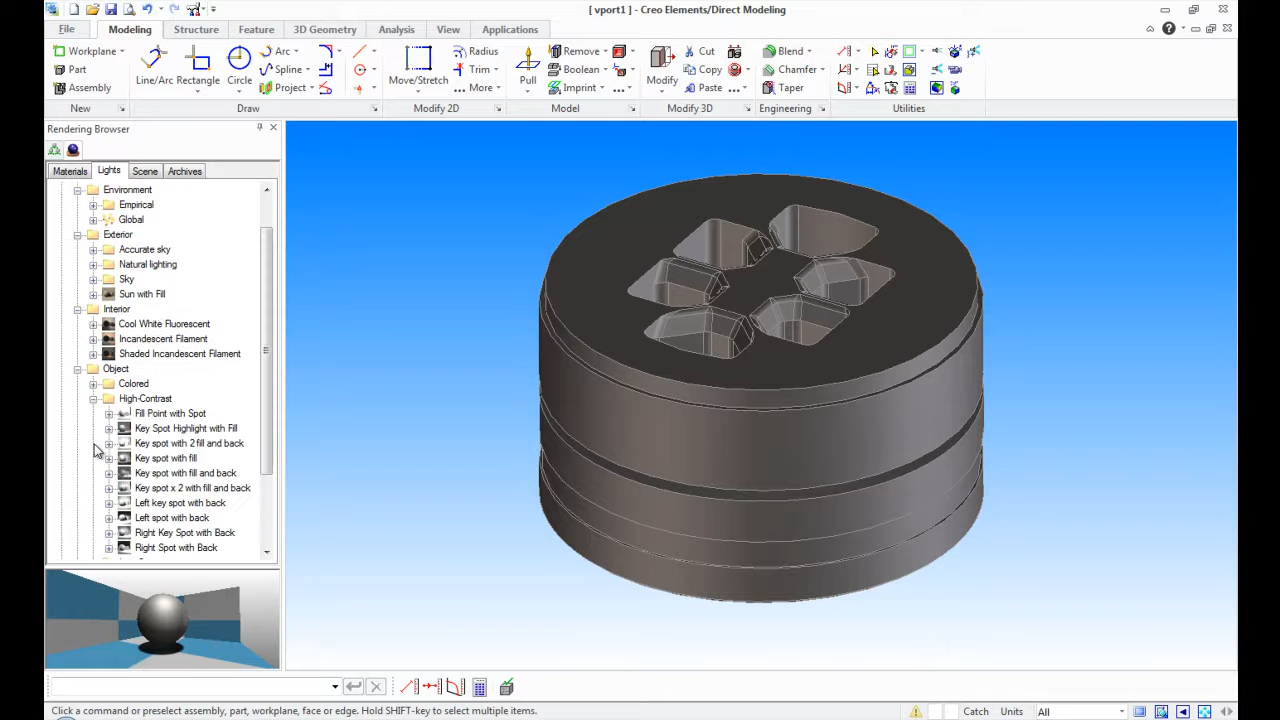 [ vport1 ] - Creo Elements/Direct Modeling
File Modeling Structure Feature 3D Geometry Analysis View Applications
Workplane Line/Arc Rectangle Circle Arc Move/Stretch Radius Pull Remove Modify Cut Blend
Part Spline Trim Boolean Copy Chamfer
Assembly Project More Imprint Paste Taper
New Draw Modify 2D Model Modify 3D Engineering Utilities
Rendering Browser
Materials Lights Scene Archives
Environment
Empirical
Global
Exterior
Accurate sky
Natural lighting
Sky
Sun with Fill
Interior
Cool White Fluorescent
Incandescent Filament
Shaded Incandescent Filament
Object
Colored
High-Contrast
Fill Point with Spot
Key Spot Highlight with Fill
Key spot with 2 fill and back
Key spot with fill
Key spot with fill and back
Key spot x 2 with fill and back
Left key spot with back
Left spot with back
Right Key Spot with Back
Right Spot with Back
Click a command or preselect assembly, part, workplane, face or edge. Hold SHIFT-key to select multiple items. Catch Units All